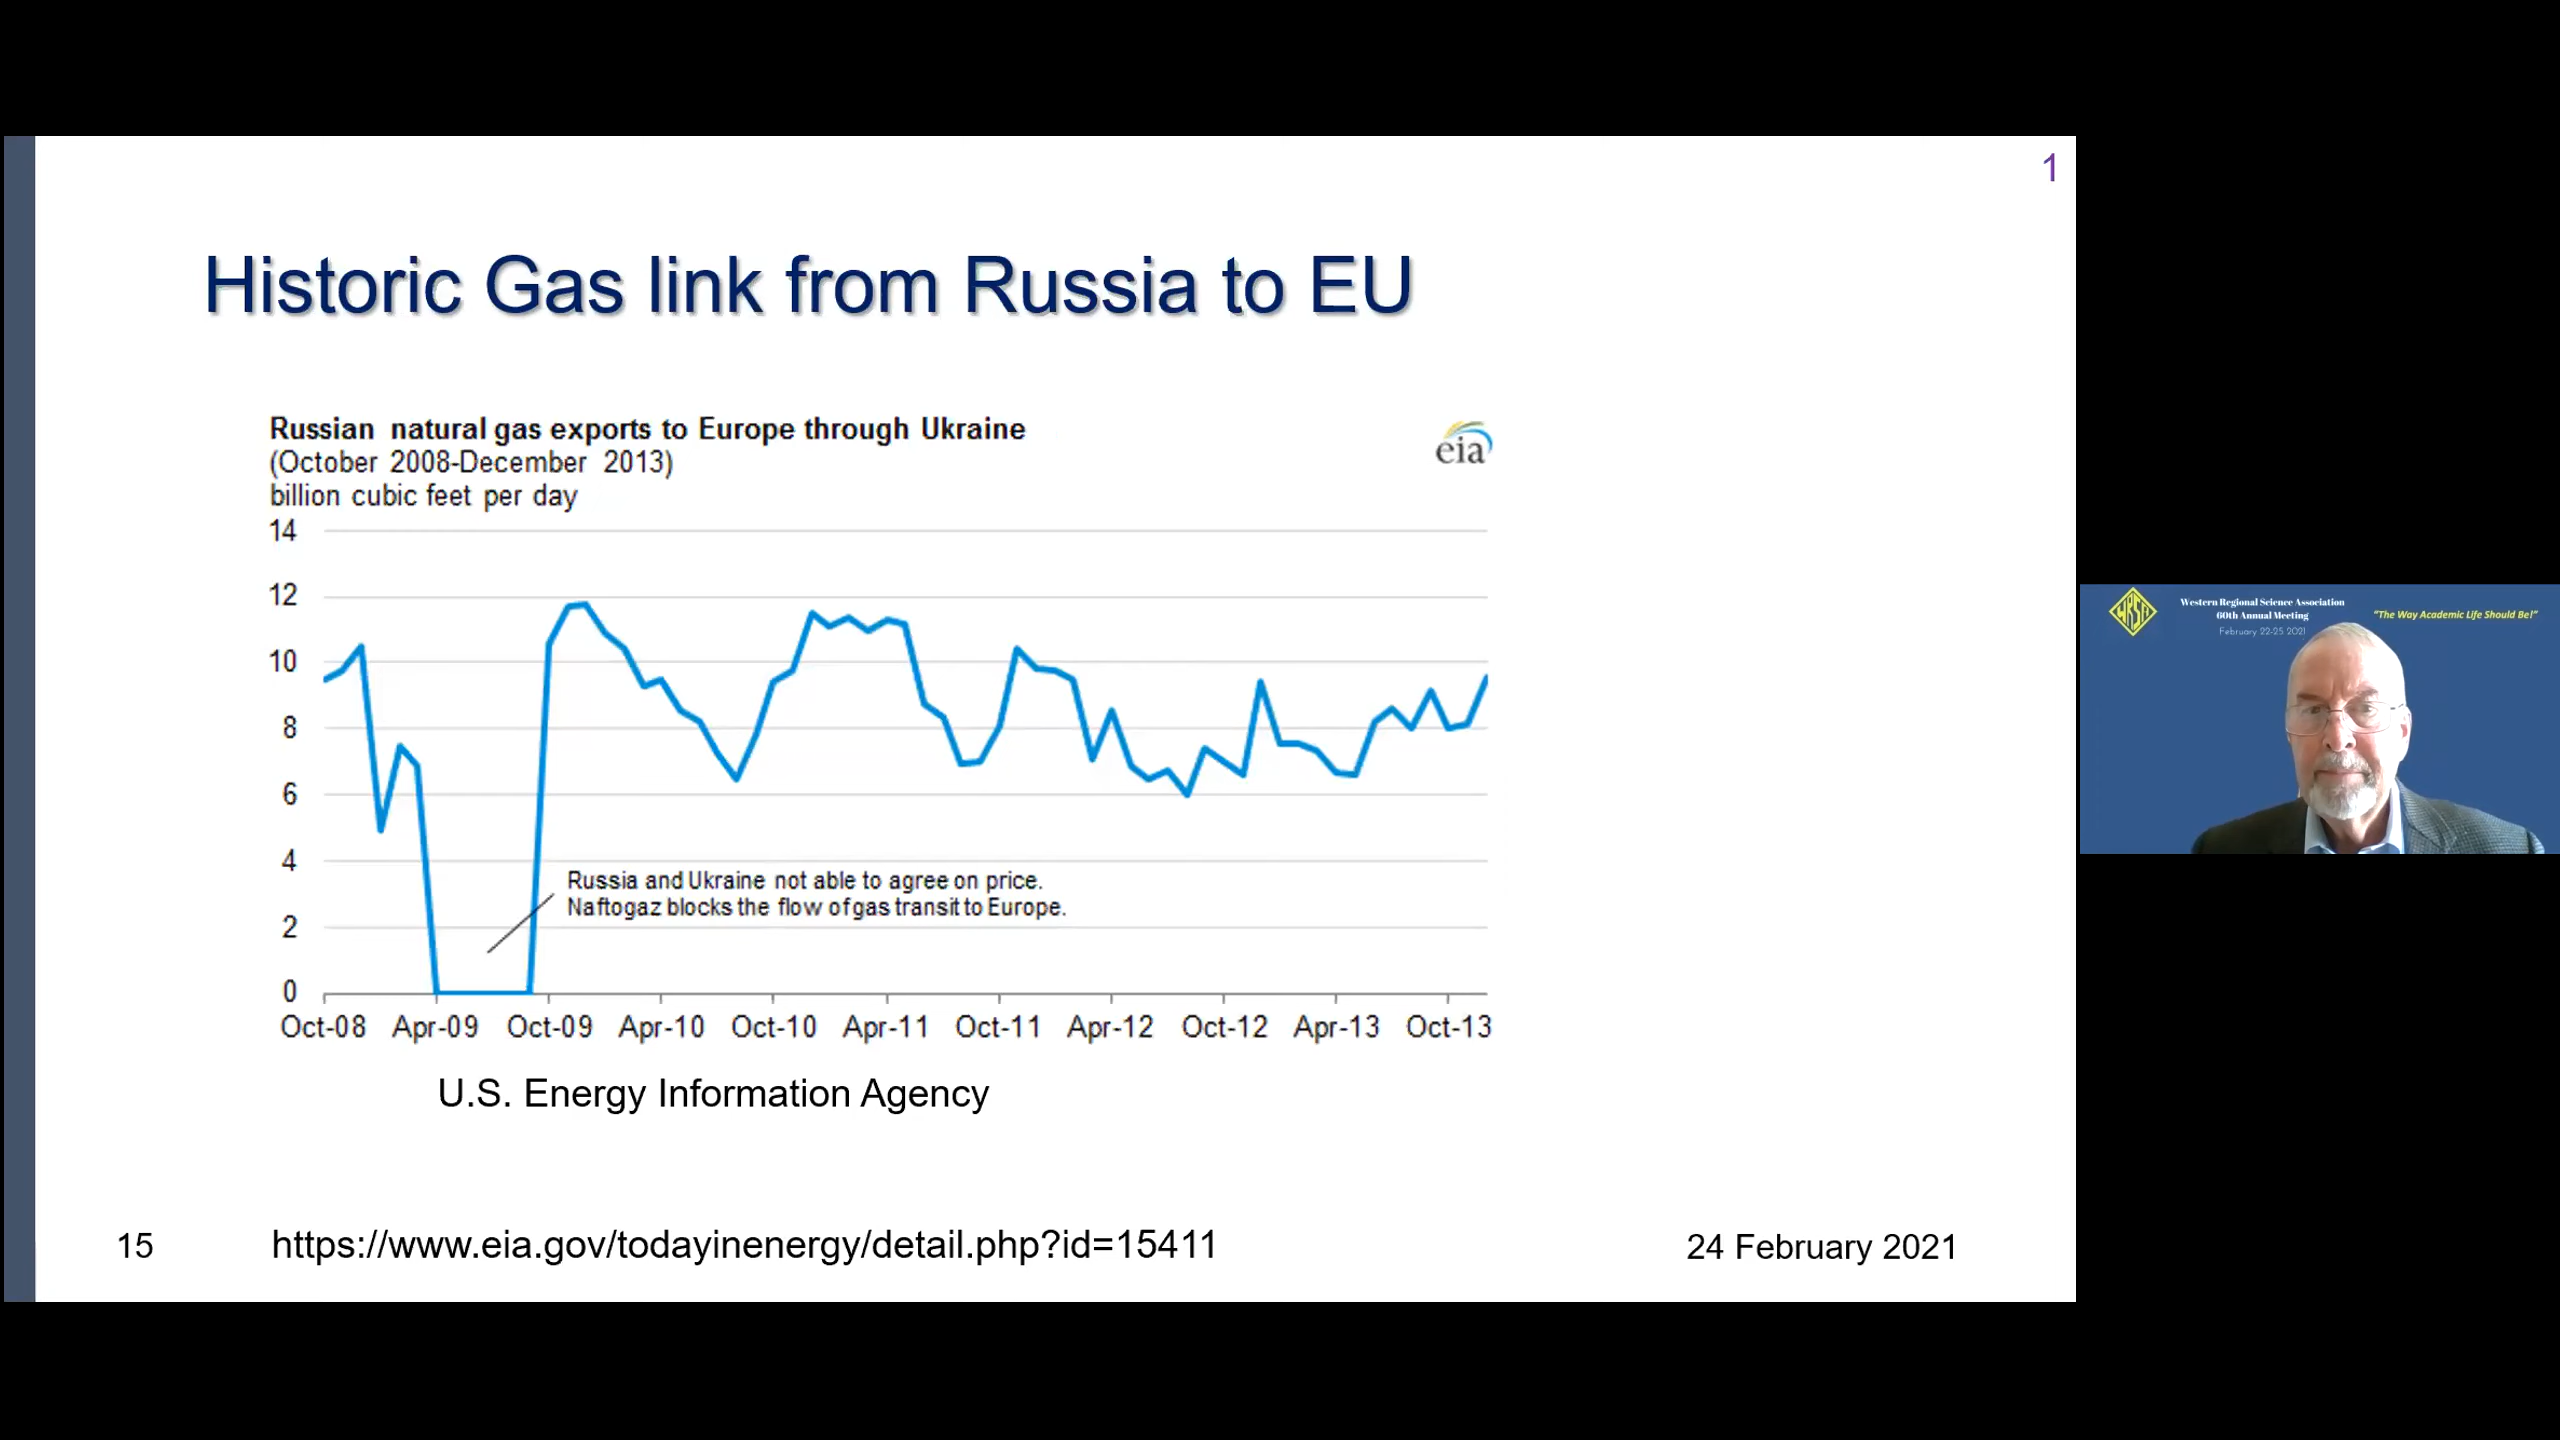 1
Historic Gas link from Russia to EU
Russian natural gas exports to Europe through Ukraine
(October 2008-December 2013)
billion cubic feet per day
eia
14
12
10
8
6
4
2
0
Russia and Ukraine not able to agree on price.
Naftogaz blocks the flow of gas transit to Europe.
Oct-08 Apr-09 Oct-09 Apr-10 Oct-10 Apr-11 Oct-11 Apr-12 Oct-12 Apr-13 Oct-13
U.S. Energy Information Agency
15 https://www.eia.gov/todayinenergy/detail.php?id=15411 24 February 2021
WRSA
Western Regional Science Association
60th Annual Meeting
February 22-25 2021
"The Way Academic Life Should Be!"